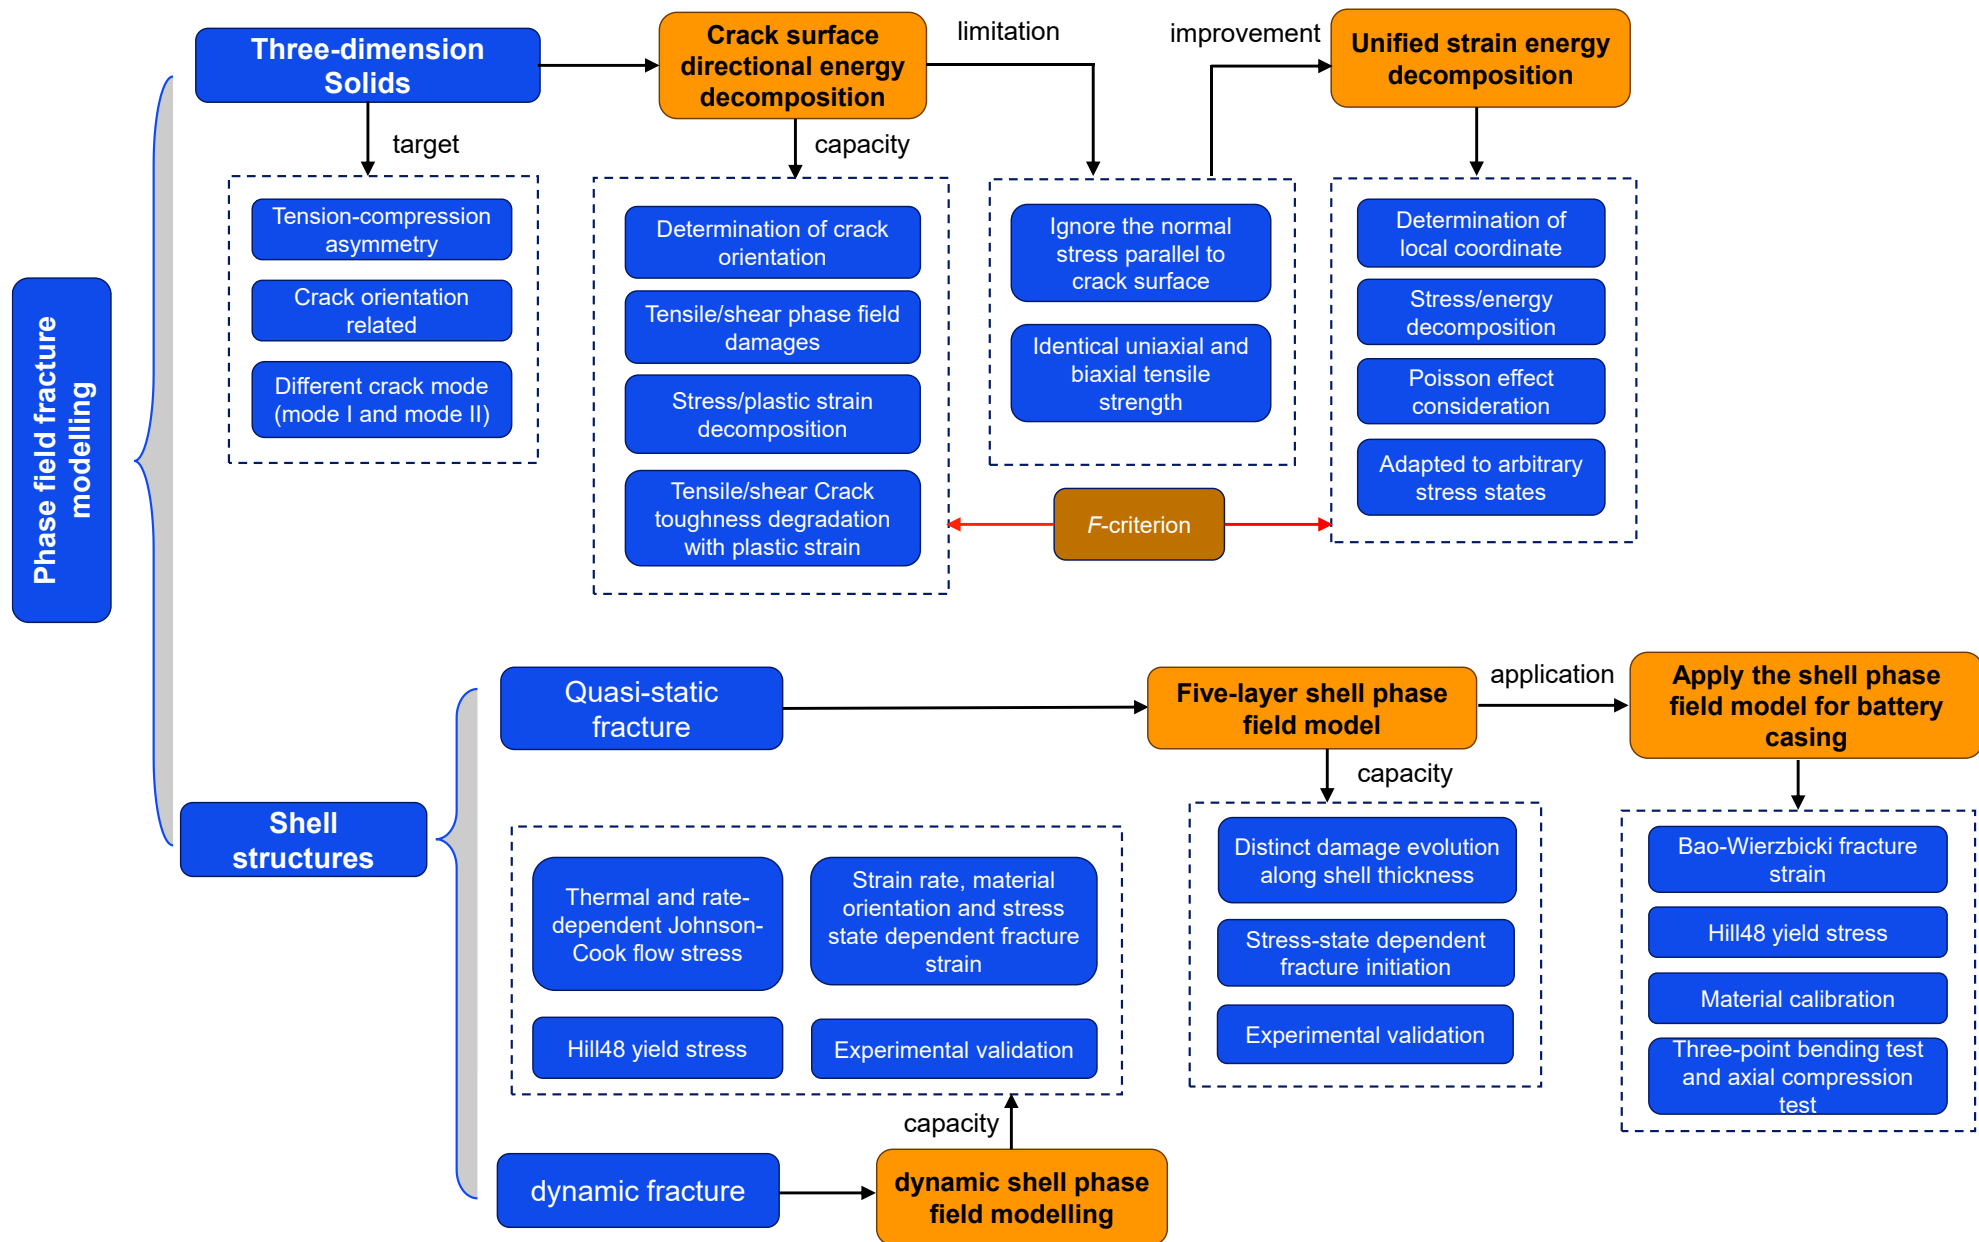 Phase field fracture
modelling
Three-dimension
Solids
target
Tension-compression
asymmetry
Crack orientation
related
Different crack mode
(mode I and mode II)
Crack surface
directional energy
decomposition
capacity
Determination of crack
orientation
Tensile/shear phase field
damages
Stress/plastic strain
decomposition
Tensile/shear Crack
toughness degradation
with plastic strain
limitation
Ignore the normal
stress parallel to
crack surface
Identical uniaxial and
biaxial tensile
strength
F-criterion
improvement
Unified strain energy
decomposition
Determination of
local coordinate
Stress/energy
decomposition
Poisson effect
consideration
Adapted to arbitrary
stress states
Shell
structures
Quasi-static
fracture
Five-layer shell phase
field model
capacity
Distinct damage evolution
along shell thickness
Stress-state dependent
fracture initiation
Experimental validation
application
Apply the shell phase
field model for battery
casing
Bao-Wierzbicki fracture
strain
Hill48 yield stress
Material calibration
Three-point bending test
and axial compression
test
Thermal and rate-
dependent Johnson-
Cook flow stress
Strain rate, material
orientation and stress
state dependent fracture
strain
Hill48 yield stress
Experimental validation
capacity
dynamic fracture
dynamic shell phase
field modelling